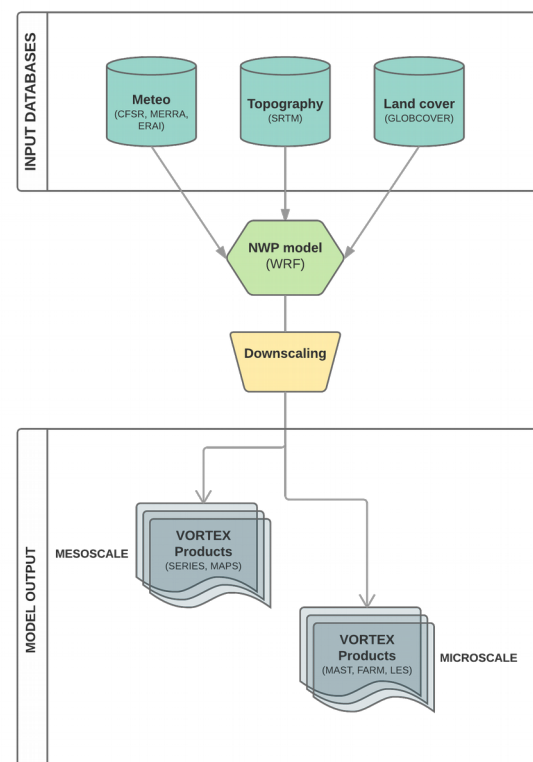 INPUT DATABASES
Meteo
(CFSR, MERRA,
ERAI)
Topography
(SRTM)
Land cover
(GLOBCOVER)
NWP model
(WRF)
Downscaling
MODEL OUTPUT
MESOSCALE
VORTEX
Products
(SERIES, MAPS)
VORTEX
Products
(MAST, FARM, LES)
MICROSCALE